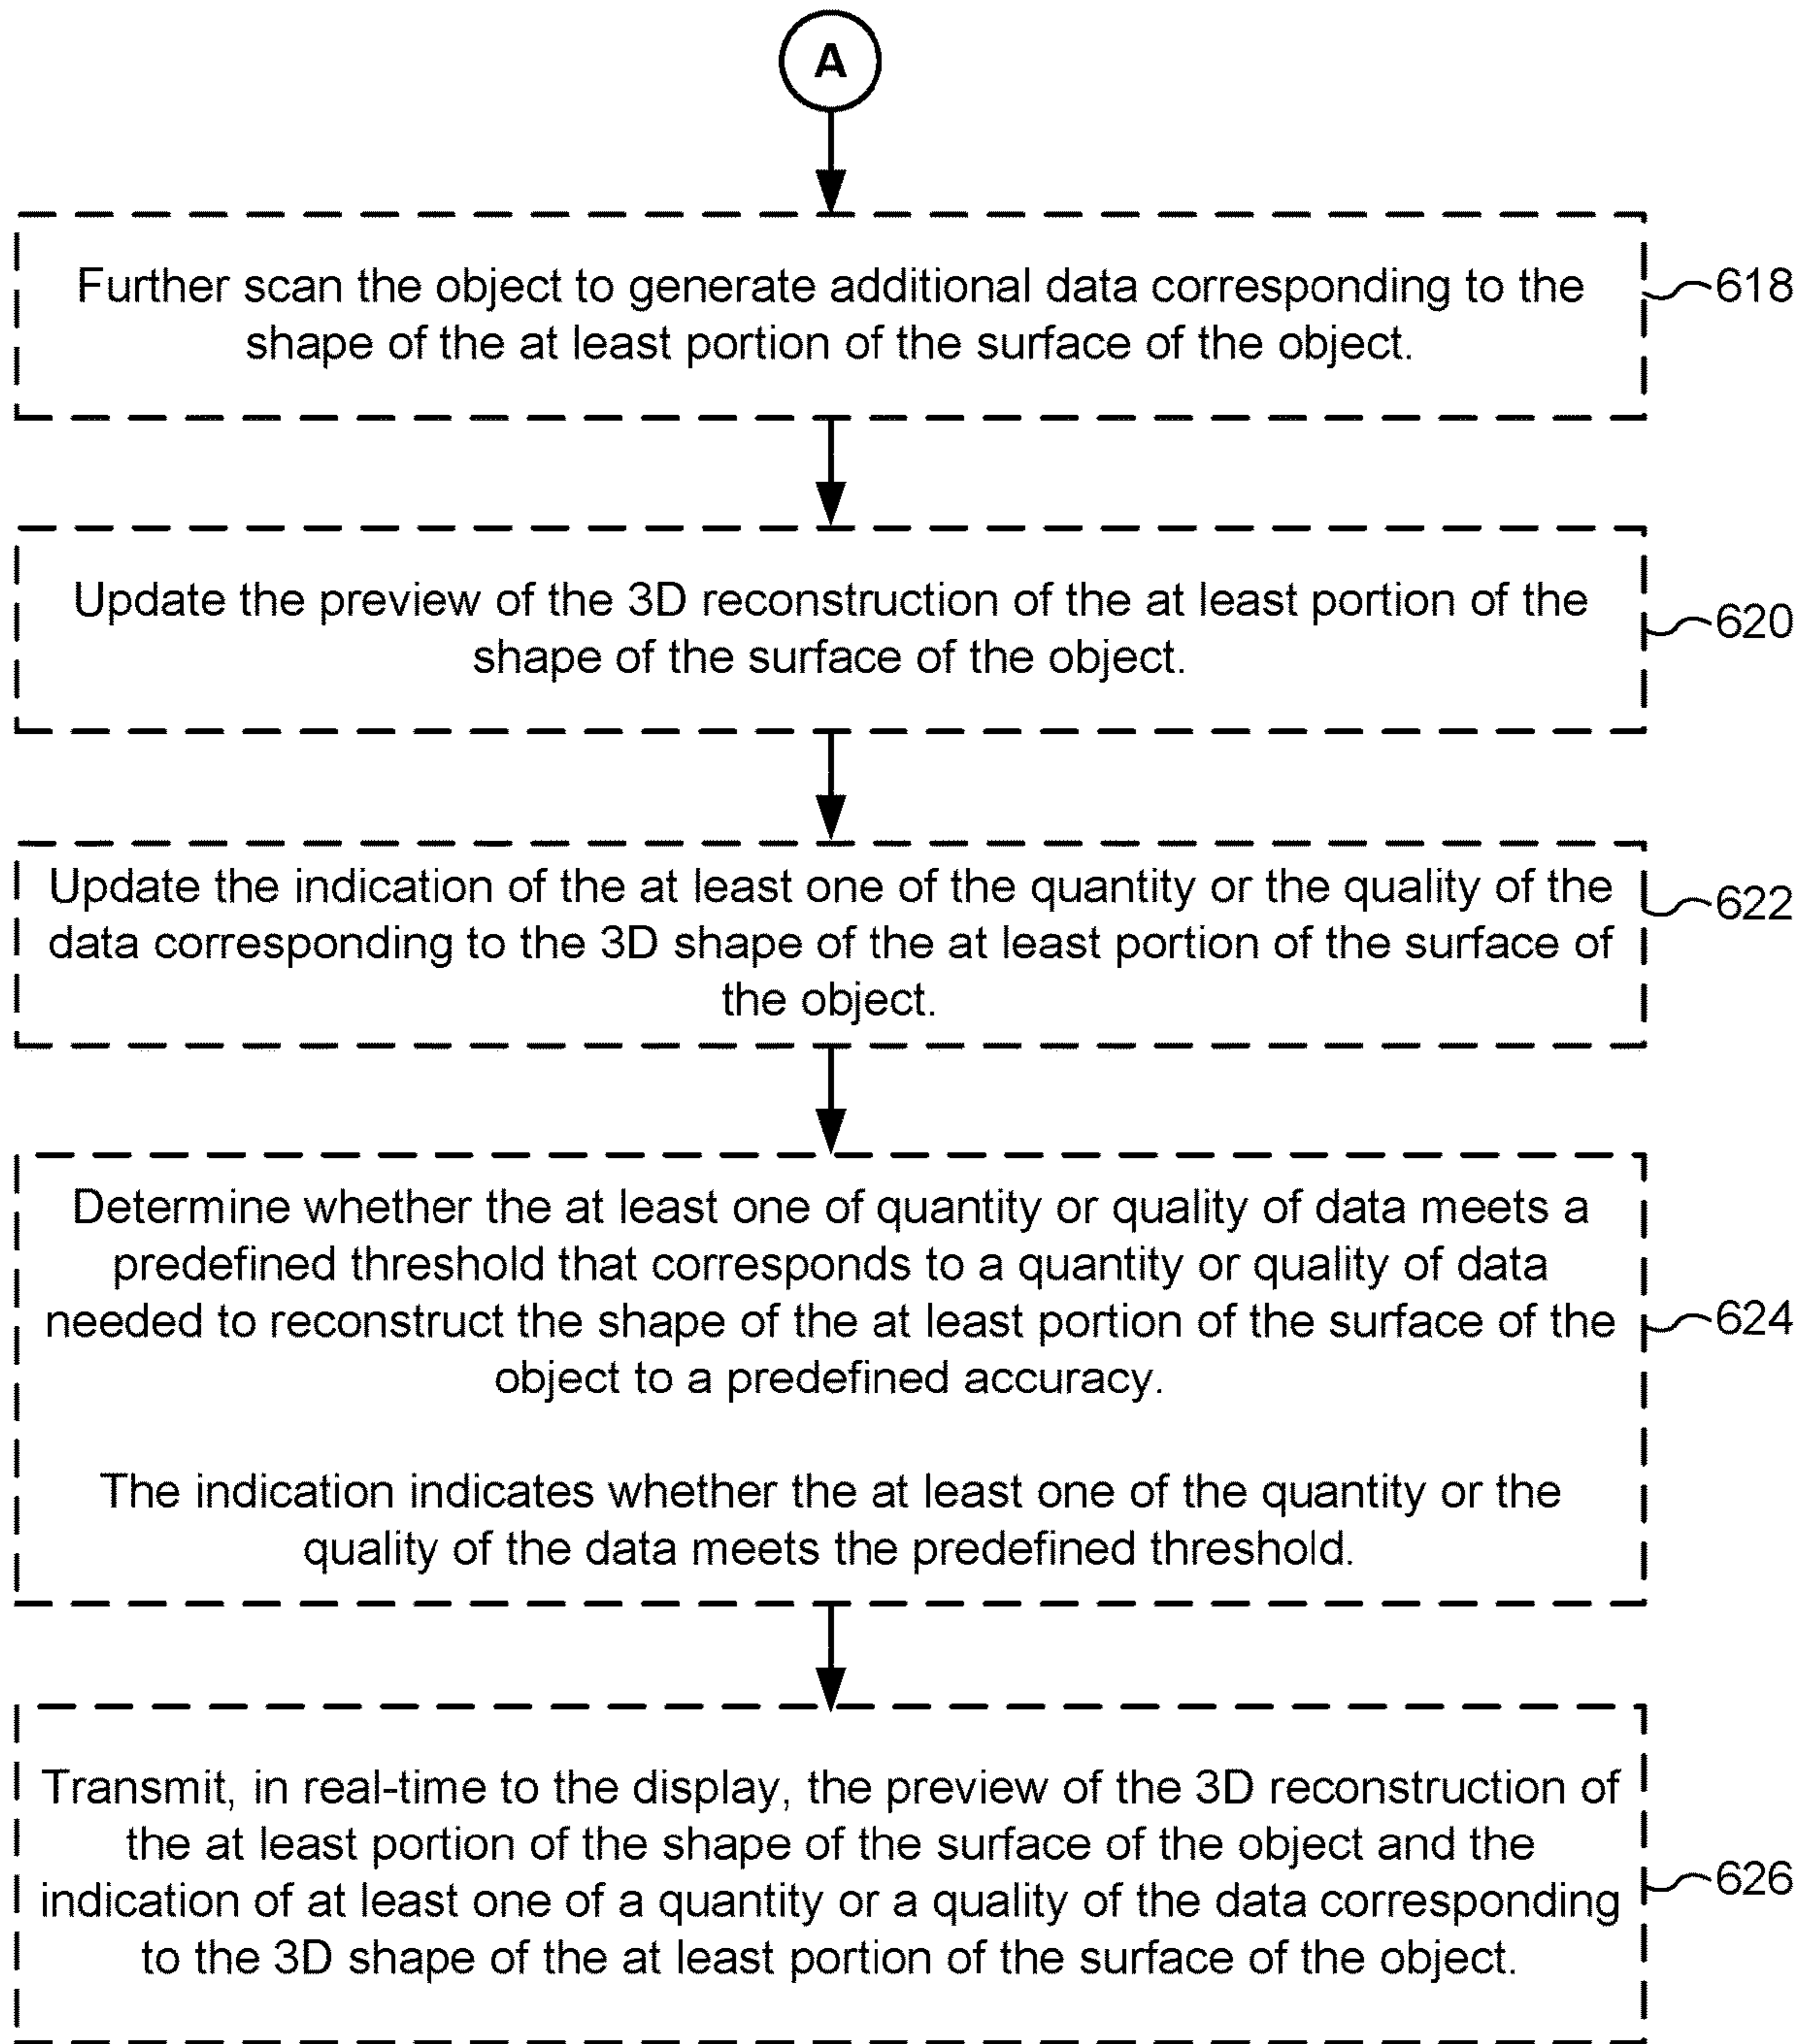 A
Further scan the object to generate additional data corresponding to the
shape of the at least portion of the surface of the object.
618
Update the preview of the 3D reconstruction of the at least portion of the
shape of the surface of the object.
620
Update the indication of the at least one of the quantity or the quality of the
data corresponding to the 3D shape of the at least portion of the surface of
the object.
622
Determine whether the at least one of quantity or quality of data meets a
predefined threshold that corresponds to a quantity or quality of data
needed to reconstruct the shape of the at least portion of the surface of the
object to a predefined accuracy.
The indication indicates whether the at least one of the quantity or the
quality of the data meets the predefined threshold.
624
Transmit, in real-time to the display, the preview of the 3D reconstruction of
the at least portion of the shape of the surface of the object and the
indication of at least one of a quantity or a quality of the data corresponding
to the 3D shape of the at least portion of the surface of the object.
626